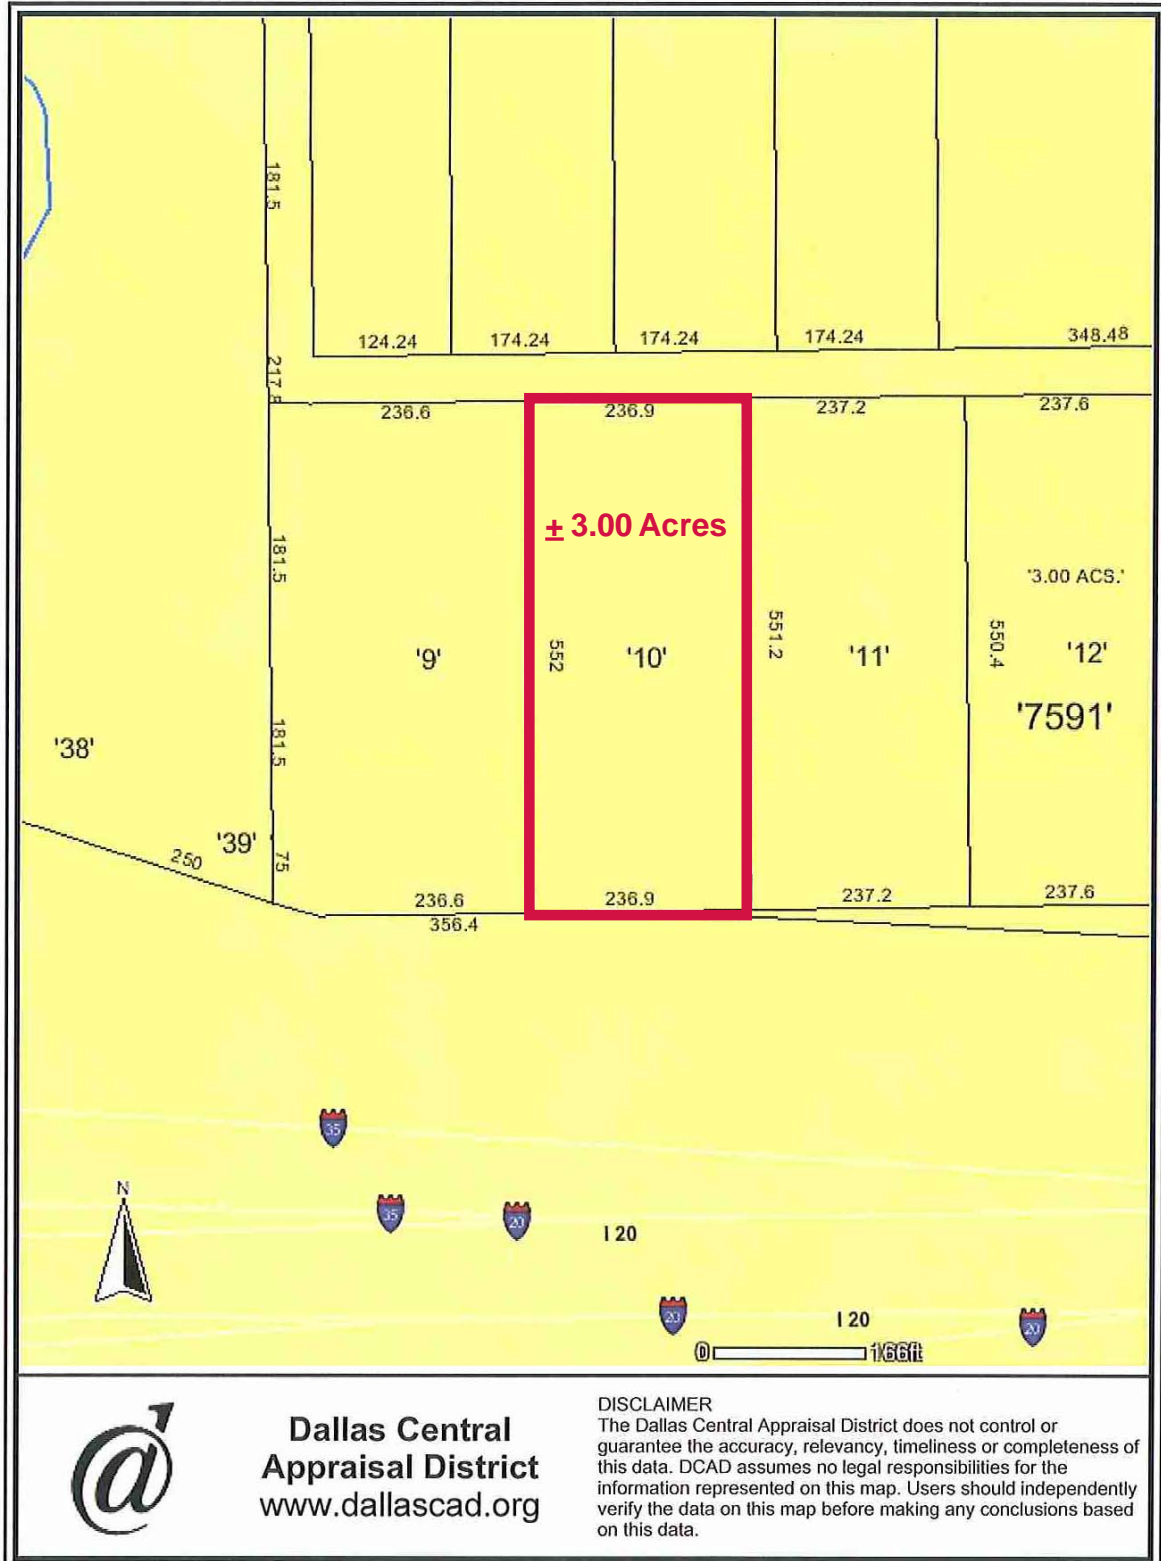 181.5
124.24
174.24
174.24
174.24
348.48
217.8
236.6
236.9
237.2
237.6
± 3.00 Acres
181.5
'3.00 ACS.'
'9'
552
'10'
551.2
'11'
550.4
'12'
'7591'
181.5
'38'
'39'
250
75
236.6
236.9
237.2
237.6
356.4
35
N
35
20
I 20
20
I 20
20
0
166ft
@
Dallas Central
Appraisal District
www.dallascad.org
DISCLAIMER
The Dallas Central Appraisal District does not control or
guarantee the accuracy, relevancy, timeliness or completeness of
this data. DCAD assumes no legal responsibilities for the
information represented on this map. Users should independently
verify the data on this map before making any conclusions based
on this data.